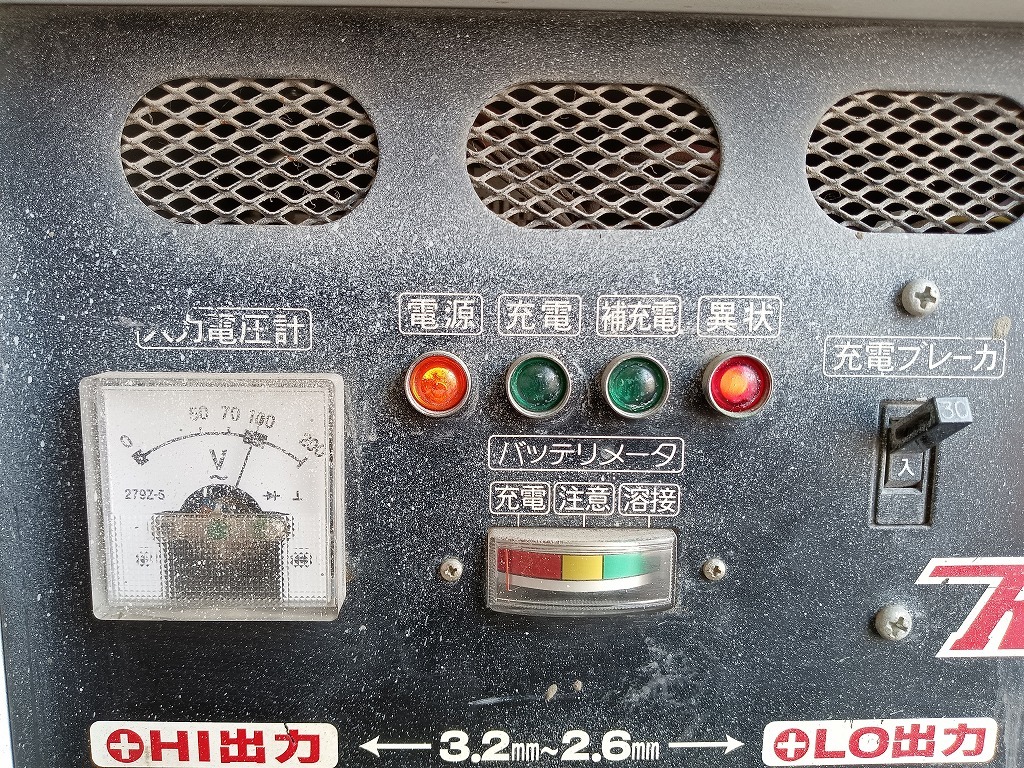 電源
充電
補充電
異状
入力電圧計
充電ブレーカ
30
入
0
50
70
100
200
V
279Z-5
バッテリメータ
充電
注意
溶接
⊕HI出力
3.2mm~2.6mm
⊕LO出力